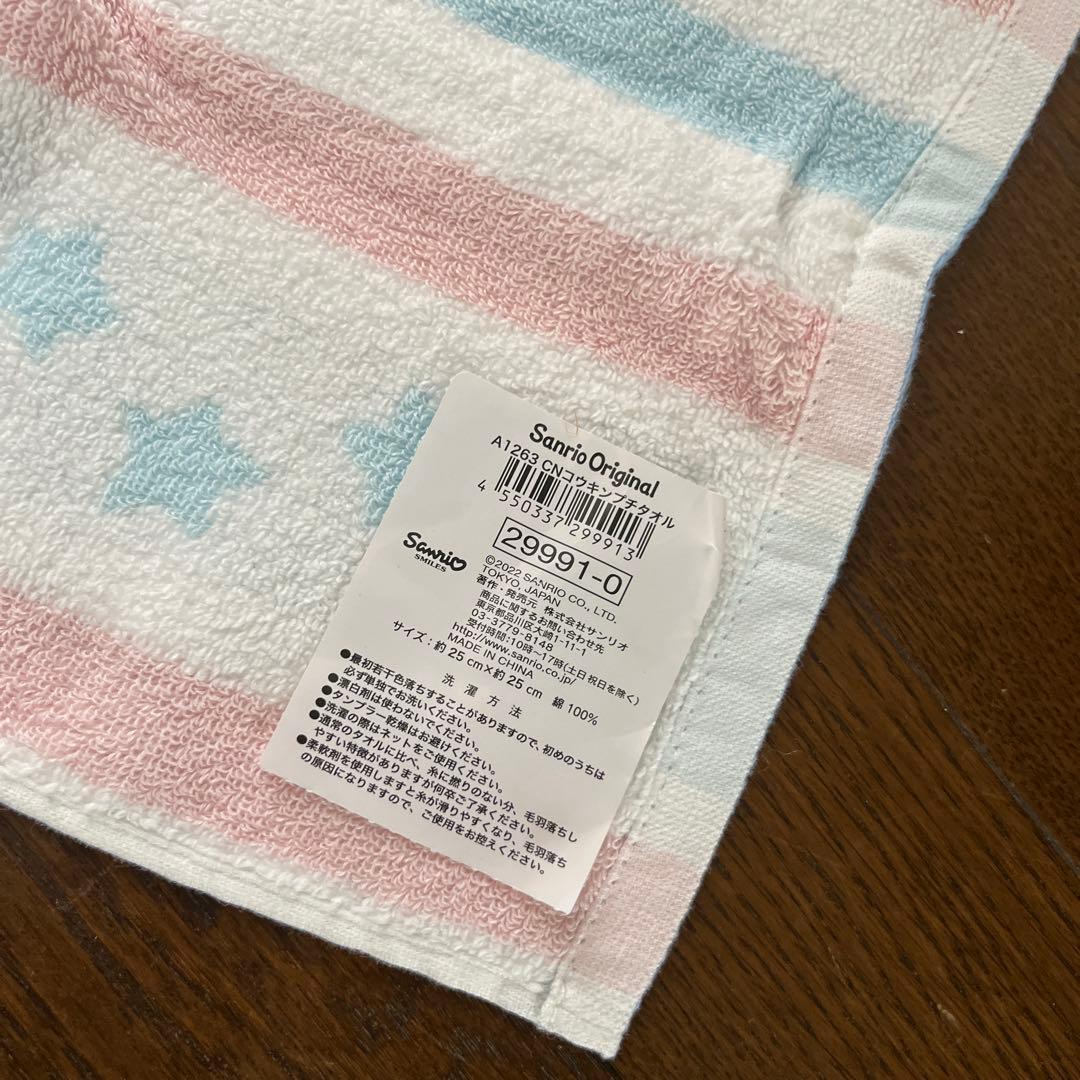 Sanrio Original
A1263 CNコウキンプチタオル
4 550337 299913
29991-0
Sanrio
SMILES
©2022 SANRIO CO., LTD.
TOKYO, JAPAN
著作・発売元 株式会社サンリオ
商品に関するお問い合わせ先
東京都品川区大崎1-11-1
03-3779-8148
受付時間:10時~17時(土日祝日を除く)
http://www.sanrio.co.jp/
MADE IN CHINA
サイズ:約25cm×約25cm 綿100%
洗濯方法
●最初若干色落ちすることがありますので、初めのうちは
必ず単独でお洗いください。
●漂白剤は使わないでください。
●タンブラー乾燥はお避けください。
●洗濯の際はネットをご使用ください。
●通常のタオルに比べ、糸に撚りのない分、毛羽落ちし
やすい特徴がありますが何卒ご了承ください。
●柔軟剤を使用しますと糸が滑りやすくなり、毛羽落ち
の原因になりますので、ご使用をお控えください。